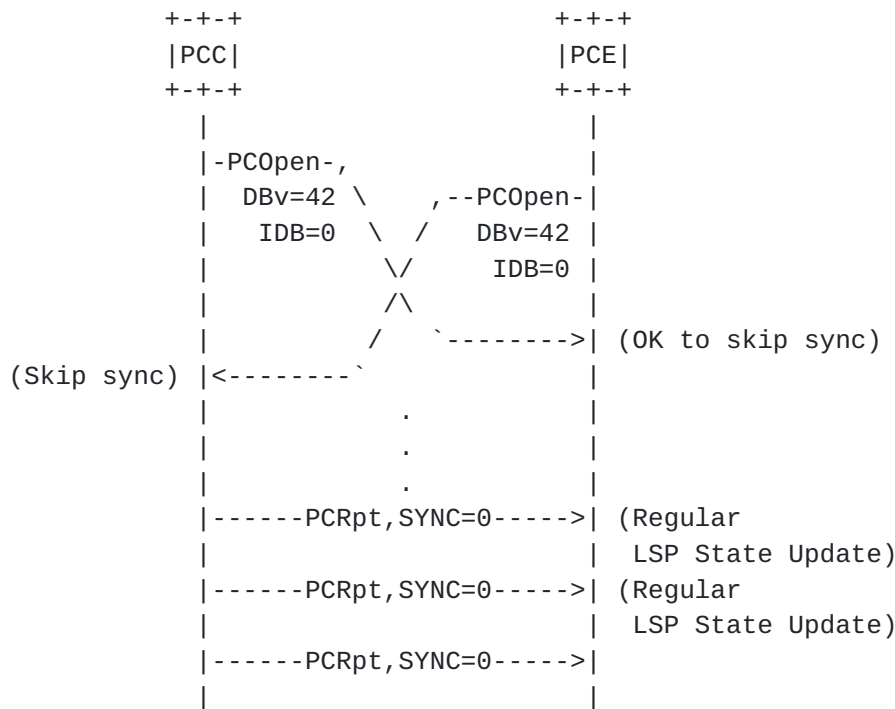 +-+-+                    +-+-+
|PCC|                    |PCE|
+-+-+                    +-+-+
  |                        |
  |-PCOpen-,               |
  |  DBv=42 \    ,--PCOpen-|
  |   IDB=0  \  /   DBv=42 |
  |           \/     IDB=0 |
  |           /\           |
  |          /   `-------->| (OK to skip sync)
(Skip sync) |<--------`              |
  |            .           |
  |            .           |
  |            .           |
  |------PCRpt,SYNC=0----->| (Regular
  |                        |  LSP State Update)
  |------PCRpt,SYNC=0----->| (Regular
  |                        |  LSP State Update)
  |------PCRpt,SYNC=0----->|
  |                        |